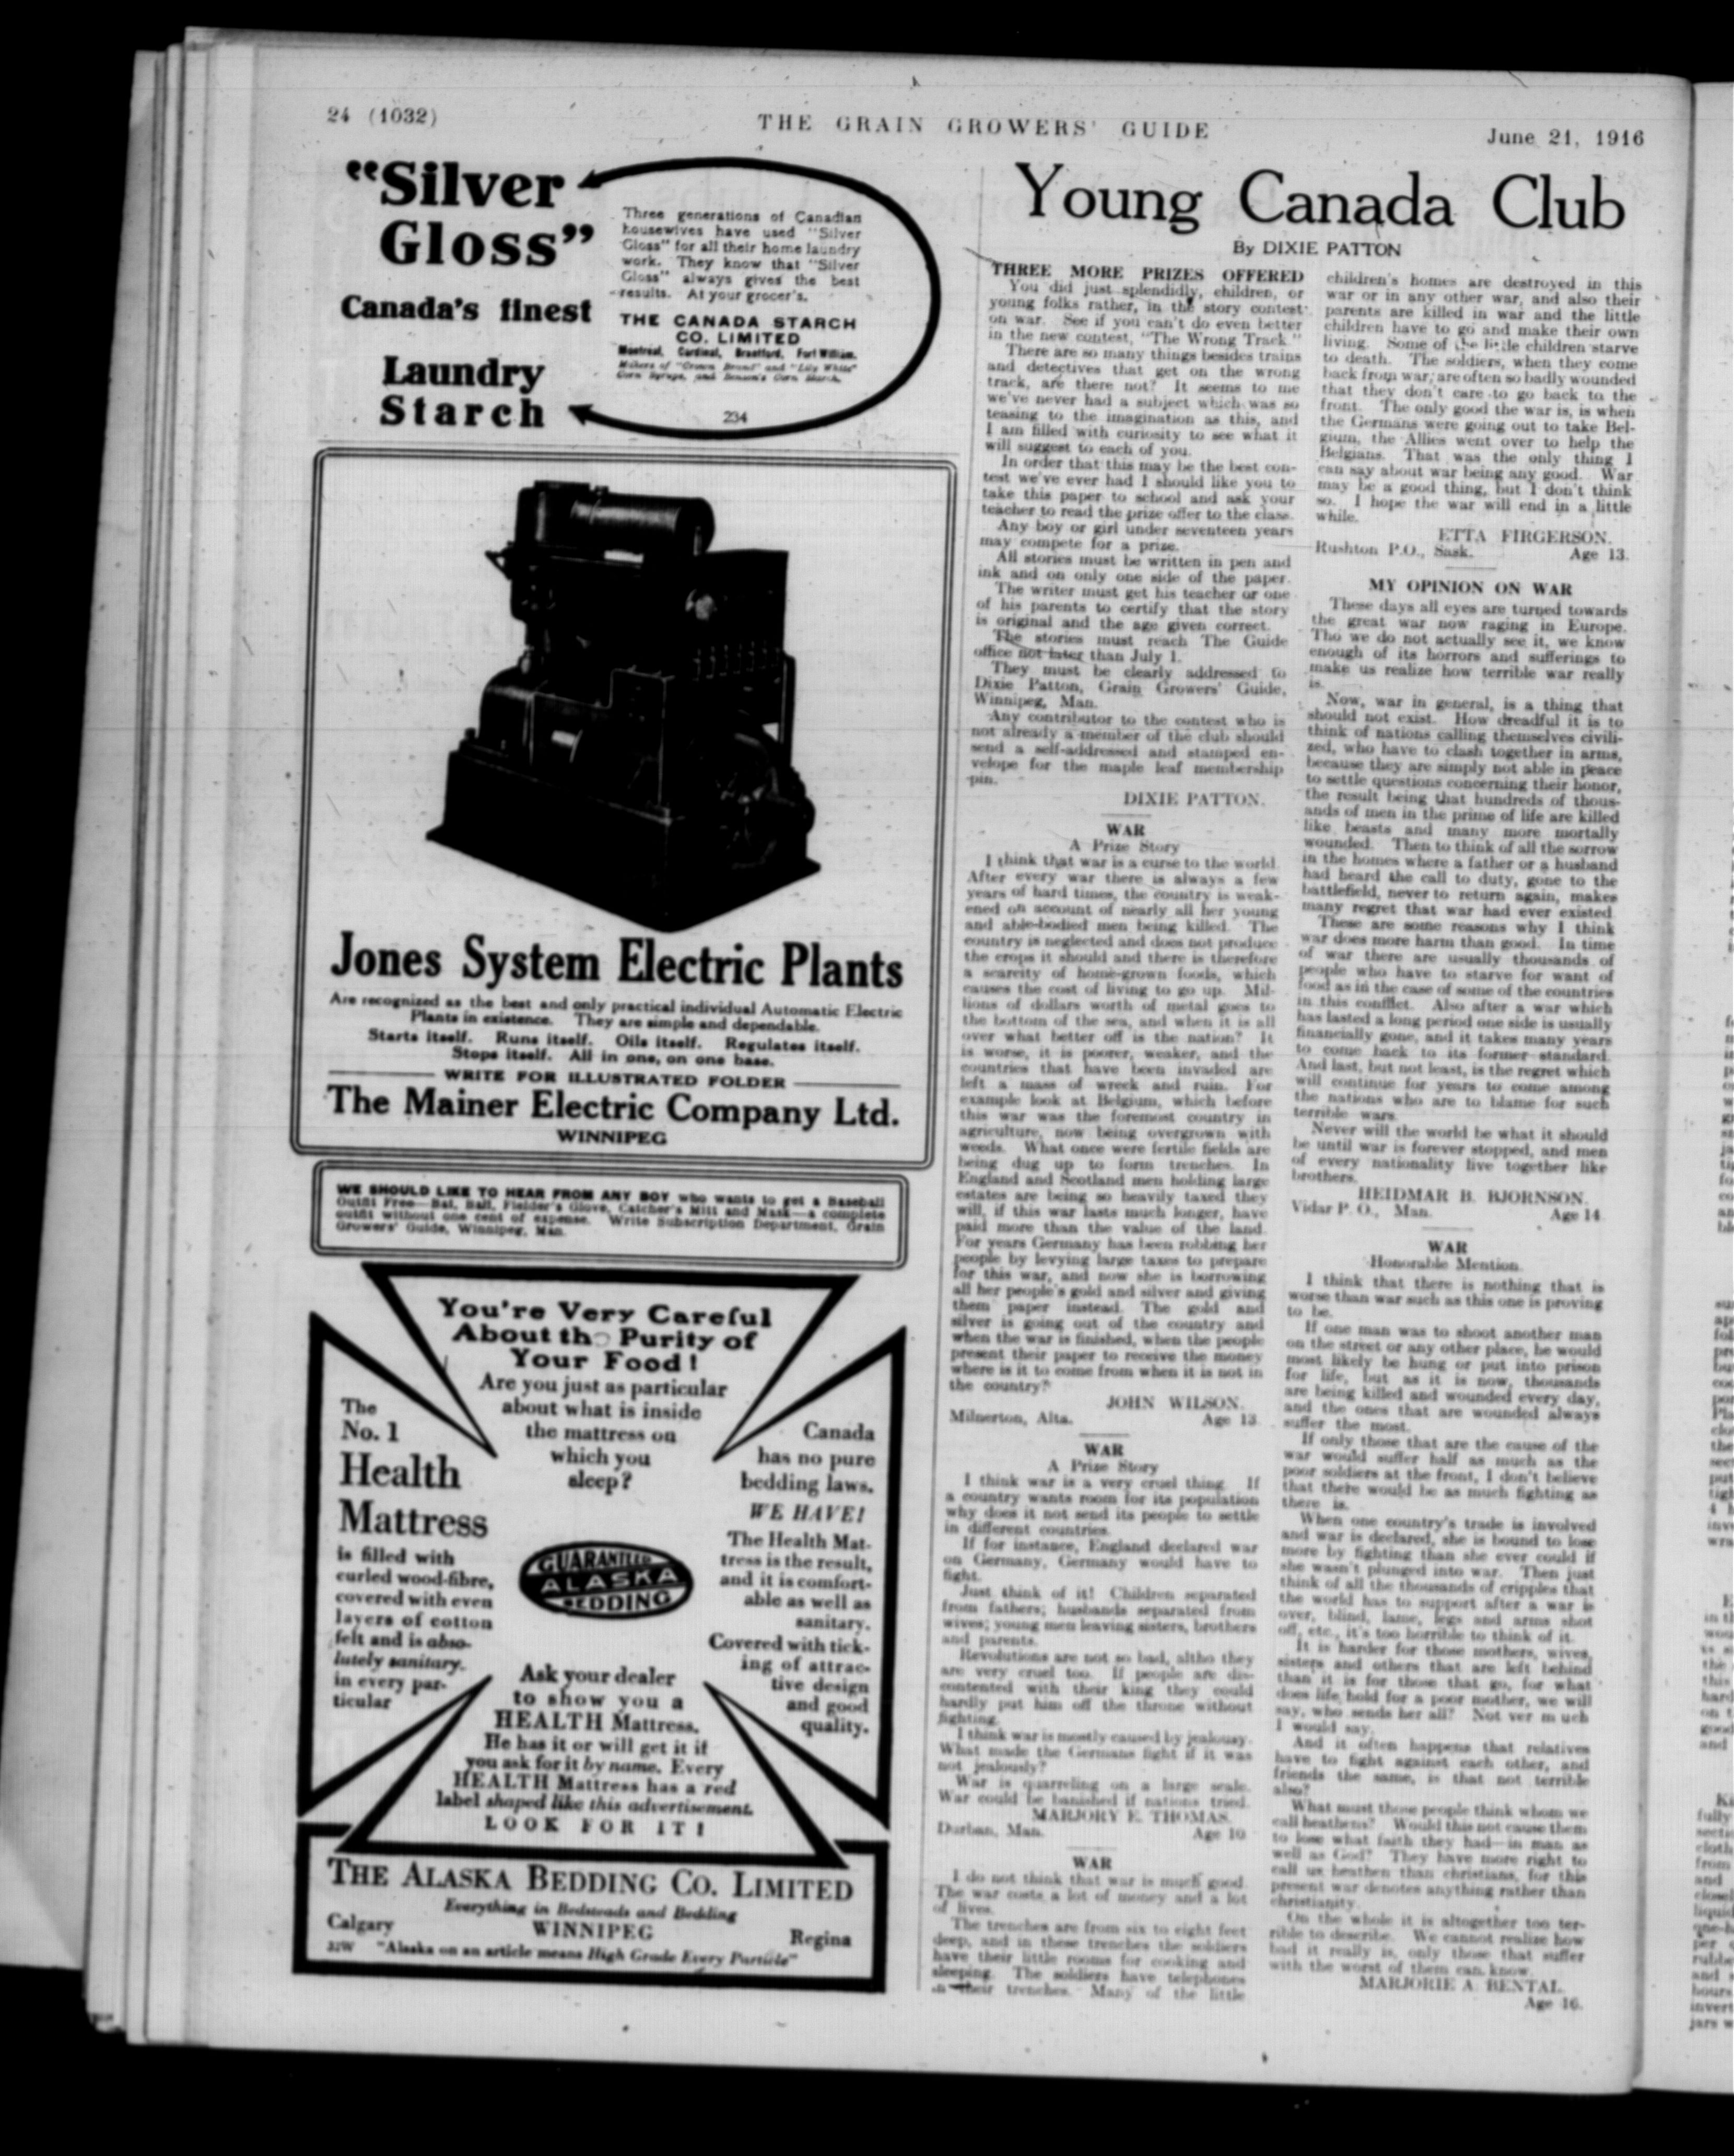 24 (1032)
THE GRAIN GROWERS' GUIDE
June 21, 1916
"Silver
Gloss"
Canada's finest
Laundry
Starch
Three generations of Canadian
housewives have used "Silver
Gloss" for all their home laundry
work. They know that "Silver
Gloss" always gives the best
results. At your grocer's.
THE CANADA STARCH
CO. LIMITED
Montreal, Cardinal, Brantford, Fort William.
Makers of "Crown Brand" and "Lily White"
Corn Syrups, and Benson's Corn Starch.
234
Jones System Electric Plants
Are recognized as the best and only practical individual Automatic Electric
Plants in existence. They are simple and dependable.
Starts itself. Runs itself. Oils itself. Regulates itself.
Stops itself. All in one, on one base.
WRITE FOR ILLUSTRATED FOLDER
The Mainer Electric Company Ltd.
WINNIPEG
WE SHOULD LIKE TO HEAR FROM ANY BOY who wants to get a Baseball
Outfit Free—Bat, Ball, Fielder's Glove, Catcher's Mitt and Mask—a complete
outfit without one cent of expense. Write Subscription Department, Grain
Growers' Guide, Winnipeg, Man.
You're Very Careful
About the Purity of
Your Food!
Are you just as particular
about what is inside
the mattress on
which you
sleep?
The
No. 1
Health
Mattress
is filled with
curled wood-fibre,
covered with even
layers of cotton
felt and is abso-
lutely sanitary
in every par-
ticular
GUARANTEED
ALASKA
BEDDING
Canada
has no pure
bedding laws.
WE HAVE!
The Health Mat-
tress is the result,
and it is comfort-
able as well as
sanitary.
Covered with tick-
ing of attrac-
tive design
and good
quality.
Ask your dealer
to show you a
HEALTH Mattress.
He has it or will get it if
you ask for it by name. Every
HEALTH Mattress has a red
label shaped like this advertisement.
LOOK FOR IT!
THE ALASKA BEDDING CO. LIMITED
Everything in Bedsteads and Bedding
Calgary WINNIPEG Regina
"Alaska on an article means High Grade Every Particle"
Young Canada Club
By DIXIE PATTON
THREE MORE PRIZES OFFERED
You did just splendidly, children, or
young folks rather, in the story contest
on war. See if you can't do even better
in the new contest, "The Wrong Track."
There are so many things besides trains
and detectives that get on the wrong
track, are there not? It seems to me
we've never had a subject which was so
teasing to the imagination as this, and
I am filled with curiosity to see what it
will suggest to each of you.
In order that this may be the best con-
test we've ever had I should like you to
take this paper to school and ask your
teacher to read the prize offer to the class.
Any boy or girl under seventeen years
may compete for a prize.
All stories must be written in pen and
ink and on only one side of the paper.
The writer must get his teacher or one
of his parents to certify that the story
is original and the age given correct.
The stories must reach The Guide
office not later than July 1.
They must be clearly addressed to
Dixie Patton, Grain Growers' Guide,
Winnipeg, Man.
Any contributor to the contest who is
not already a member of the club should
send a self-addressed and stamped en-
velope for the maple leaf membership
pin.
DIXIE PATTON.
WAR
A Prize Story
I think that war is a curse to the world.
After every war there is always a few
years of hard times, the country is weak-
ened on account of nearly all her young
and able-bodied men being killed. The
country is neglected and does not produce
the crops it should and there is therefore
a scarcity of home-grown foods, which
causes the cost of living to go up. Mil-
lions of dollars worth of metal goes to
the bottom of the sea, and when it is all
over what better off is the nation? It
is worse, it is poorer, weaker, and the
countries that have been invaded are
left a mass of wreck and ruin. For
example look at Belgium, which before
this war was the foremost country in
agriculture, now being overgrown with
weeds. What once were fertile fields are
being dug up to form trenches. In
England and Scotland men holding large
estates are being so heavily taxed they
will, if this war lasts much longer, have
paid more than the value of the land.
For years Germany has been robbing her
people by levying large taxes to prepare
for this war, and now she is borrowing
all her people's gold and silver and giving
them paper instead. The gold and
silver is going out of the country and
when the war is finished, when the people
present their paper to receive the money
where is it to come from when it is not in
the country?
JOHN WILSON.
Milnerton, Alta. Age 13
WAR
A Prize Story
I think war is a very cruel thing. If
a country wants room for its population
why does it not send its people to settle
in different countries.
If for instance, England declared war
on Germany, Germany would have to
fight.
Just think of it! Children separated
from fathers; husbands separated from
wives; young men leaving sisters, brothers
and parents.
Revolutions are not so bad, altho they
are very cruel too. If people are dis-
contented with their king they could
hardly put him off the throne without
fighting.
I think war is mostly caused by jealousy.
What made the Germans fight if it was
not jealously?
War is quarreling on a large scale.
War could be banished if nations tried.
MARJORY E. THOMAS.
Durban, Man. Age 10
WAR
I do not think that war is much good.
The war costs a lot of money and a lot
of lives.
The trenches are from six to eight feet
deep, and in these trenches the soldiers
have their little rooms for cooking and
sleeping. The soldiers have telephones
in their trenches. Many of the little
children's homes are destroyed in this
war or in any other war, and also their
parents are killed in war and the little
children have to go and make their own
living. Some of the little children starve
to death. The soldiers, when they come
back from war, are often so badly wounded
that they don't care to go back to the
front. The only good the war is, is when
the Germans were going out to take Bel-
gium, the Allies went over to help the
Belgians. That was the only thing I
can say about war being any good. War
may be a good thing, but I don't think
so. I hope the war will end in a little
while.
ETTA FIRGERSON.
Rushton P.O., Sask. Age 13.
MY OPINION ON WAR
These days all eyes are turned towards
the great war now raging in Europe.
Tho we do not actually see it, we know
enough of its horrors and sufferings to
make us realize how terrible war really
is.
Now, war in general, is a thing that
should not exist. How dreadful it is to
think of nations calling themselves civili-
zed, who have to clash together in arms,
because they are simply not able in peace
to settle questions concerning their honor,
the result being that hundreds of thous-
ands of men in the prime of life are killed
like beasts and many more mortally
wounded. Then to think of all the sorrow
in the homes where a father or a husband
had heard the call to duty, gone to the
battlefield, never to return again, makes
many regret that war had ever existed.
These are some reasons why I think
war does more harm than good. In time
of war there are usually thousands of
people who have to starve for want of
food as in the case of some of the countries
in this conflict. Also after a war which
has lasted a long period one side is usually
financially gone, and it takes many years
to come back to its former standard.
And last, but not least, is the regret which
will continue for years to come among
the nations who are to blame for such
terrible wars.
Never will the world be what it should
be until war is forever stopped, and men
of every nationality live together like
brothers.
HEIDMAR B. BJORNSON.
Vidar P. O., Man. Age 14.
WAR
Honorable Mention
I think that there is nothing that is
worse than war such as this one is proving
to be.
If one man was to shoot another man
on the street or any other place, he would
most likely be hung or put into prison
for life, but as it is now, thousands
are being killed and wounded every day,
and the ones that are wounded always
suffer the most.
If only those that are the cause of the
war would suffer half as much as the
poor soldiers at the front, I don't believe
that there would be as much fighting as
there is.
When one country's trade is involved
and war is declared, she is bound to lose
more by fighting than she ever could if
she wasn't plunged into war. Then just
think of all the thousands of cripples that
the world has to support after a war is
over, blind, lame, legs and arms shot
off, etc., it's too horrible to think of it.
It is harder for those mothers, wives,
sisters and others that are left behind
than it is for those that go, for what
does life hold for a poor mother, we will
say, who sends her all? Not ver much
I would say.
And it often happens that relatives
have to fight against each other, and
friends the same, is that not terrible
also?
What must those people think whom we
call heathens? Would this not cause them
to lose what faith they had—in man as
well as God? They have more right to
call us heathen than christians, for this
present war denotes anything rather than
christianity.
On the whole it is altogether too ter-
rible to describe. We cannot realize how
bad it really is, only those that suffer
with the worst of them can know.
MARJORIE A. BENTAL.
Age 16.